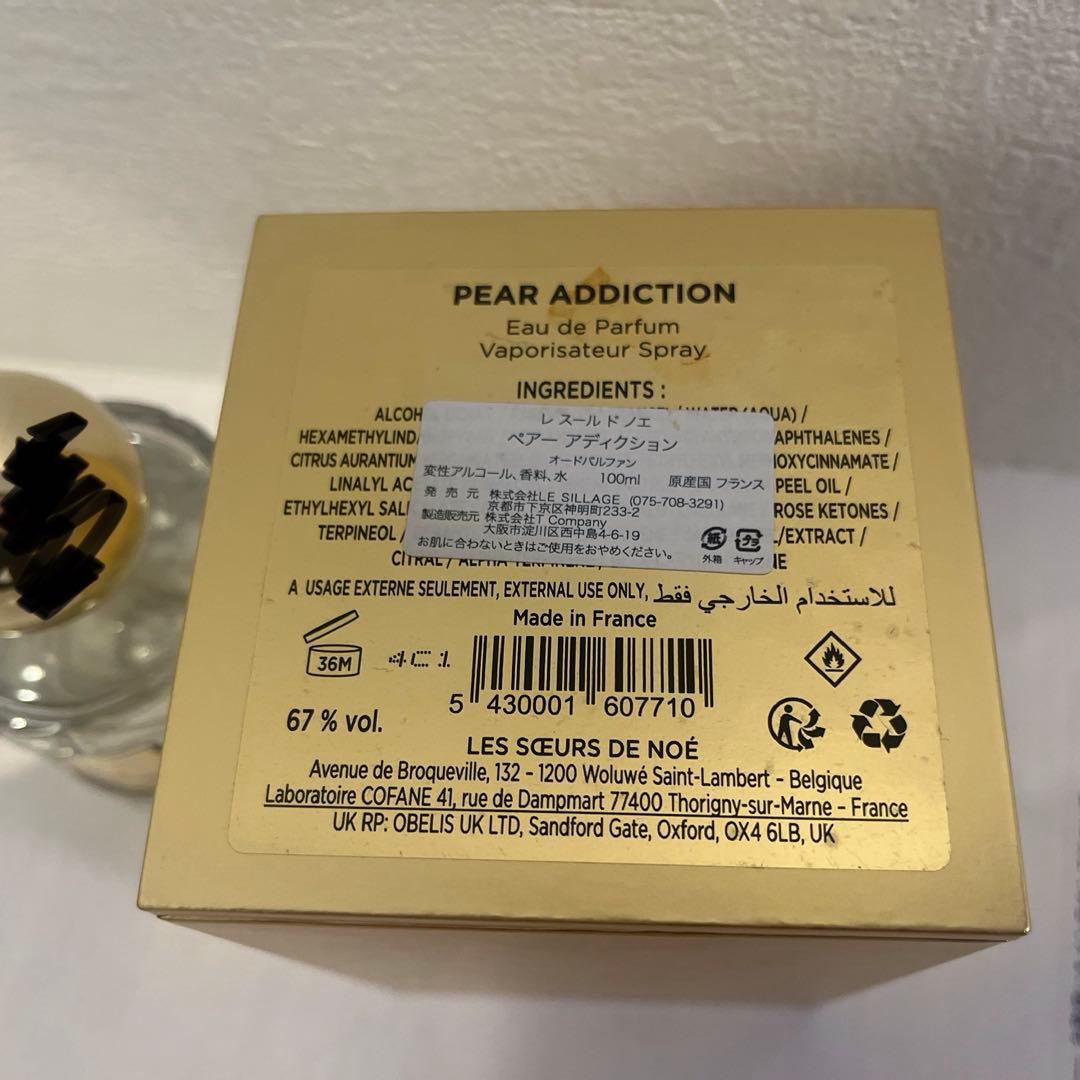 PEAR ADDICTION
Eau de Parfum
Vaporisateur Spray
INGREDIENTS :
ALCOH / WATER (AQUA) /
HEXAMETHYLIND APHTHALENES /
CITRUS AURANTIUM OXYCINNAMATE /
LINALYL AC PEEL OIL /
ETHYLHEXYL SAL ROSE KETONES /
TERPINEOL / /EXTRACT /
CITRAL / ALPHA-TERPINENE NE
レ スール ド ノエ
ペアー アディクション
オードパルファン
変性アルコール、香料、水 100ml 原産国 フランス
発 売 元 株式会社LE SILLAGE (075-708-3291)
京都市下京区神明町233-2
製造販売元 株式会社T Company
大阪市淀川区西中島4-6-19
お肌に合わないときはご使用をおやめください。
紙 プラ
外箱 キャップ
A USAGE EXTERNE SEULEMENT, EXTERNAL USE ONLY, للاستخدام الخارجي فقط
Made in France
36M
4C1
5 430001 607710
67 % vol.
LES SŒURS DE NOÉ
Avenue de Broqueville, 132 - 1200 Woluwé Saint-Lambert - Belgique
Laboratoire COFANE 41, rue de Dampmart 77400 Thorigny-sur-Marne - France
UK RP: OBELIS UK LTD, Sandford Gate, Oxford, OX4 6LB, UK